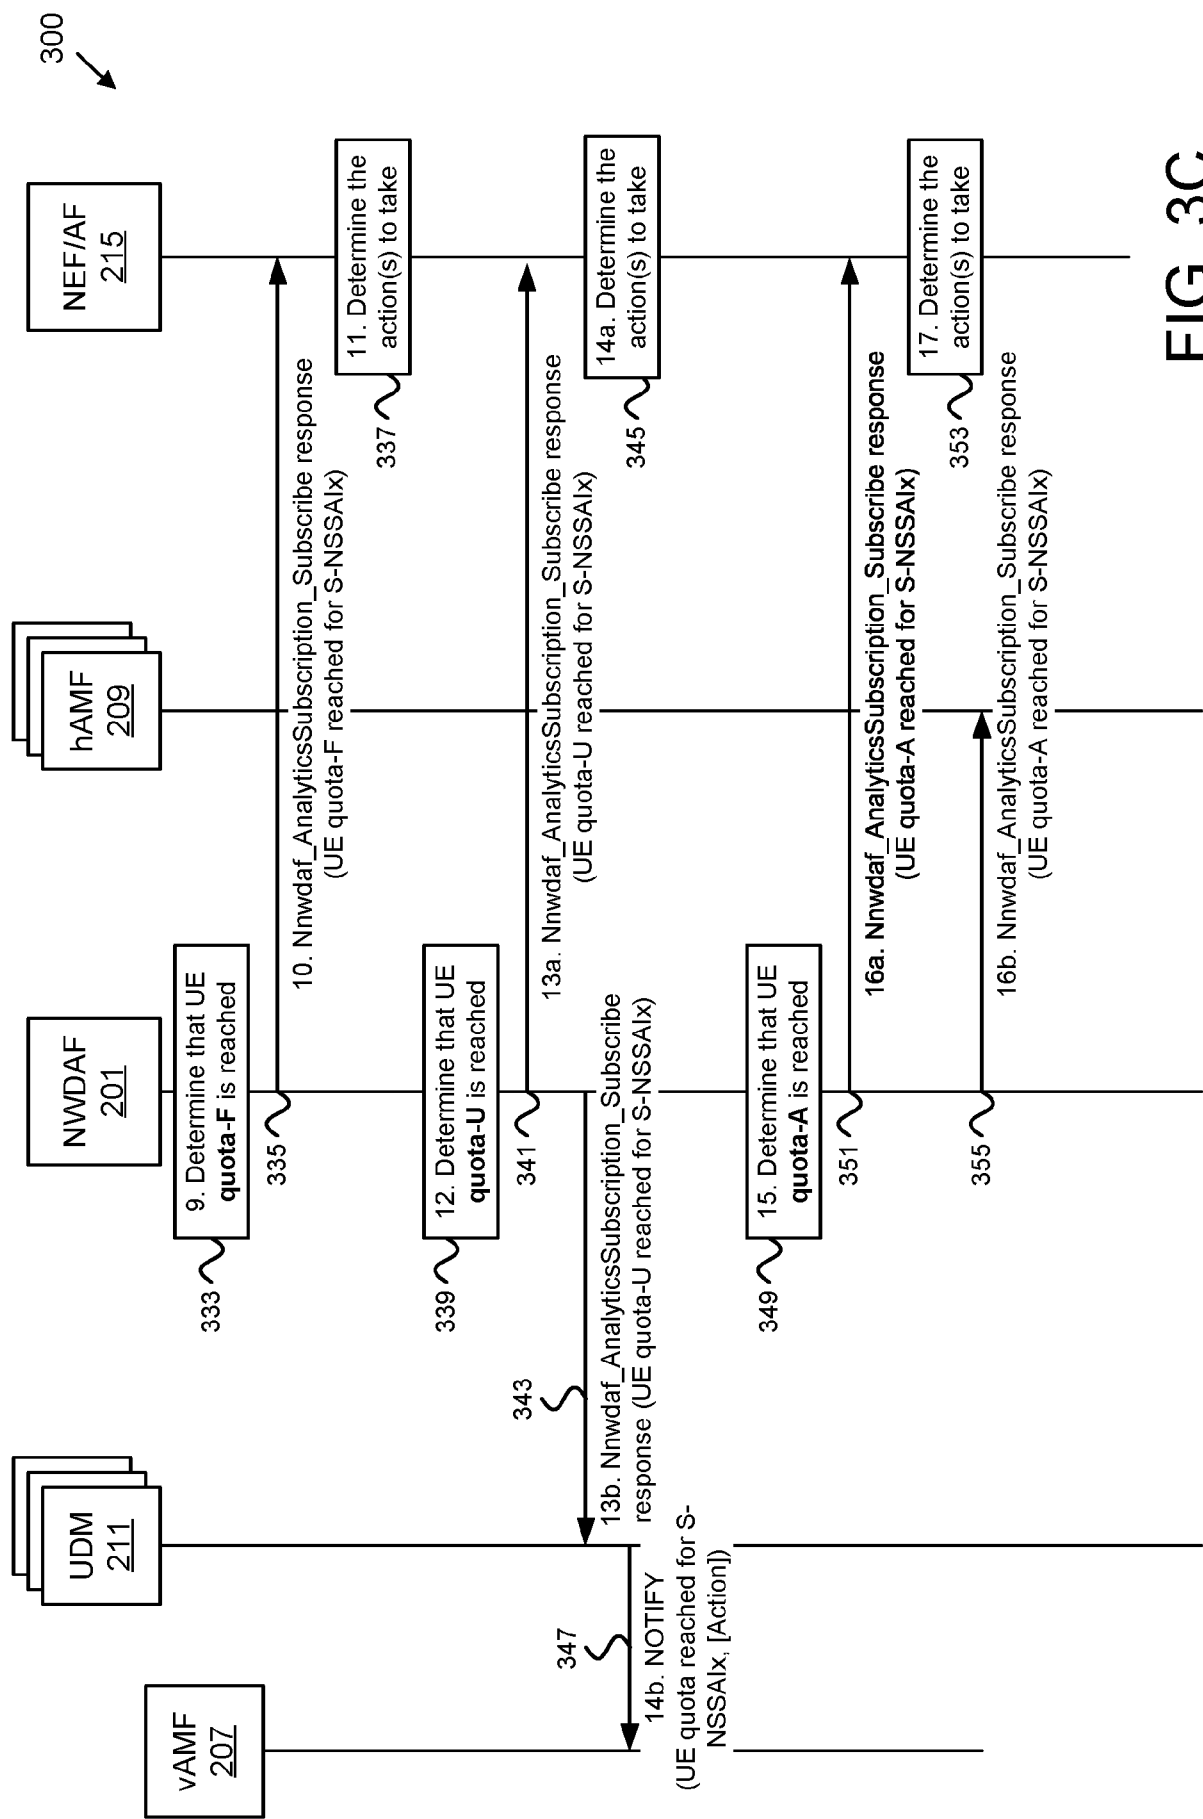 300
vAMF
207
UDM
211
NWDAF
201
hAMF
209
NEF/AF
215
9. Determine that UE
quota-F is reached
333
335
10. Nnwdaf_AnalyticsSubscription_Subscribe response
(UE quota-F reached for S-NSSAIx)
11. Determine the
action(s) to take
337
12. Determine that UE
quota-U is reached
339
341
13a. Nnwdaf_AnalyticsSubscription_Subscribe response
(UE quota-U reached for S-NSSAIx)
343
13b. Nnwdaf_AnalyticsSubscription_Subscribe
response (UE quota-U reached for S-NSSAIx)
14a. Determine the
action(s) to take
345
347
14b. NOTIFY
(UE quota reached for S-
NSSAIx, [Action])
15. Determine that UE
quota-A is reached
349
351
16a. Nnwdaf_AnalyticsSubscription_Subscribe response
(UE quota-A reached for S-NSSAIx)
17. Determine the
action(s) to take
353
355
16b. Nnwdaf_AnalyticsSubscription_Subscribe response
(UE quota-A reached for S-NSSAIx)
FIG. 3C